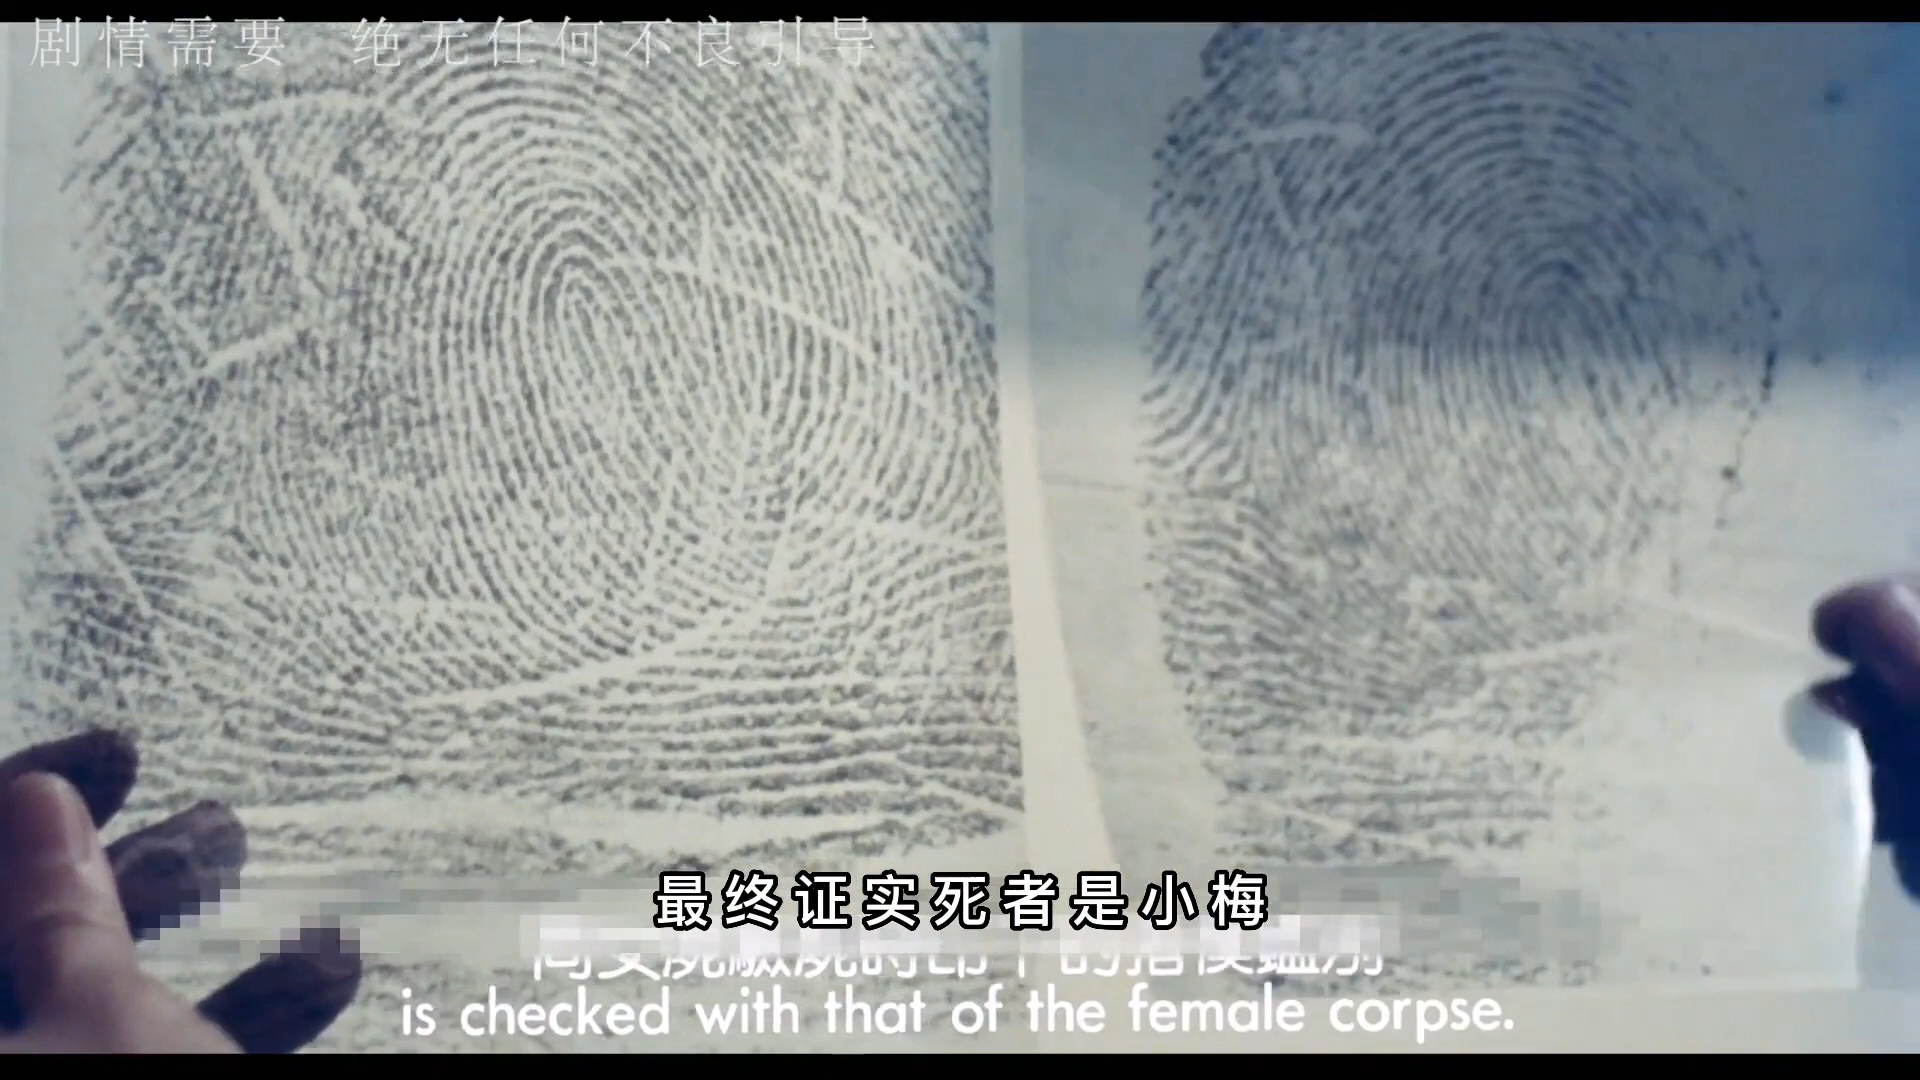 剧情需要 绝无任何不良引导
最终证实死者是小梅
is checked with that of the female corpse.